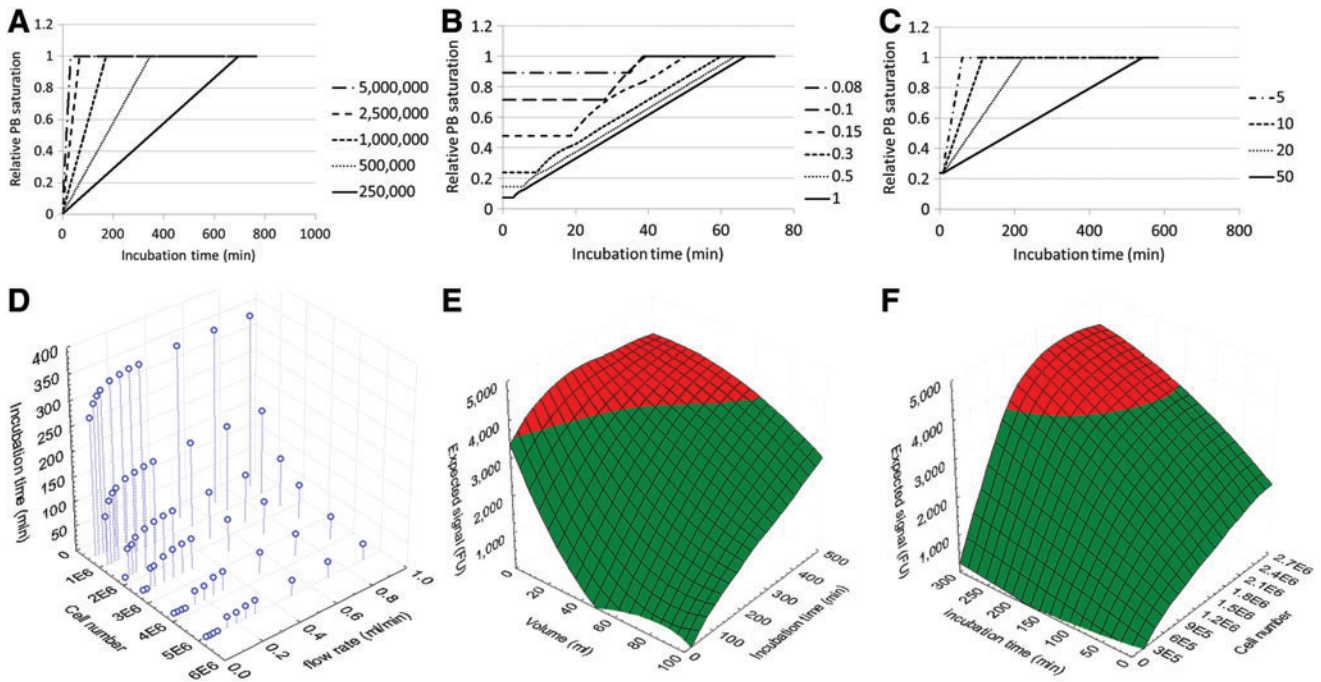 A
1.2
1
0.8
0.6
0.4
0.2
0
Relative PB saturation
0 200 400 600 800 1000
Incubation time (min)
5,000,000
2,500,000
1,000,000
500,000
250,000
B
1.2
1
0.8
0.6
0.4
0.2
0
Relative PB saturation
0 20 40 60 80
Incubation time (min)
0.08
0.1
0.15
0.3
0.5
1
C
1.2
1
0.8
0.6
0.4
0.2
0
Relative PB saturation
0 200 400 600 800
Incubation time (min)
5
10
20
50
D
400
350
300
250
200
150
100
50
0
Incubation time (min)
1E6
2E6
3E6
4E6
5E6
6E6
Cell number
0.0
0.2
0.4
0.6
0.8
1.0
flow rate (ml/min)
E
5,000
4,000
3,000
2,000
1,000
Expected signal (FU)
0
20
40
60
80
100
Volume (ml)
0
100
200
300
400
500
Incubation time (min)
F
5,000
4,000
3,000
2,000
1,000
Expected signal (FU)
300
250
200
150
100
50
0
Incubation time (min)
2.7E6
2.4E6
2.1E6
1.8E6
1.5E6
1.2E6
9E5
6E5
3E5
Cell number